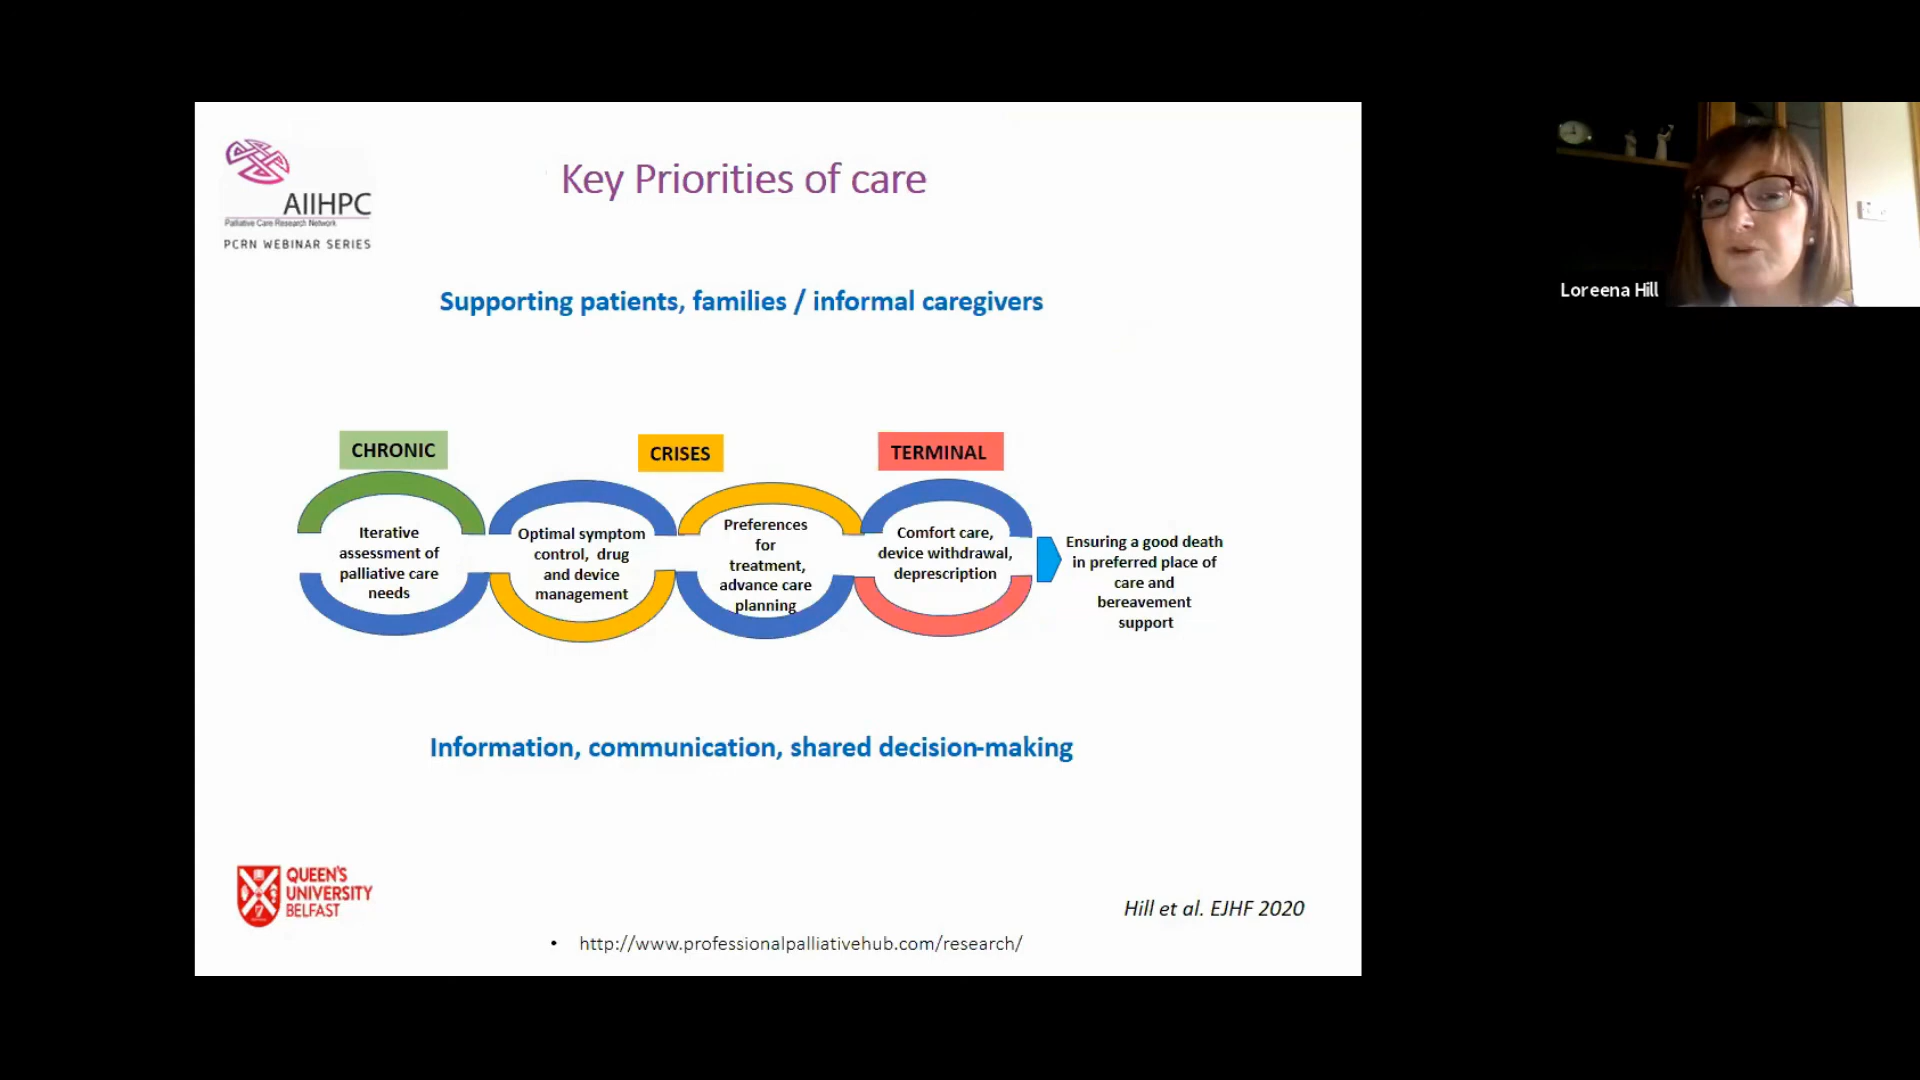 AIIHPC
Palliative Care Research Network
PCRN WEBINAR SERIES
Key Priorities of care
Supporting patients, families / informal caregivers
CHRONIC
CRISES
TERMINAL
Iterative
assessment of
palliative care
needs
Optimal symptom
control, drug
and device
management
Preferences
for
treatment,
advance care
planning
Comfort care,
device withdrawal,
deprescription
Ensuring a good death
in preferred place of
care and
bereavement
support
Information, communication, shared decision-making
QUEEN'S
UNIVERSITY
BELFAST
Hill et al. EJHF 2020
• http://www.professionalpalliativehub.com/research/
Loreena Hill